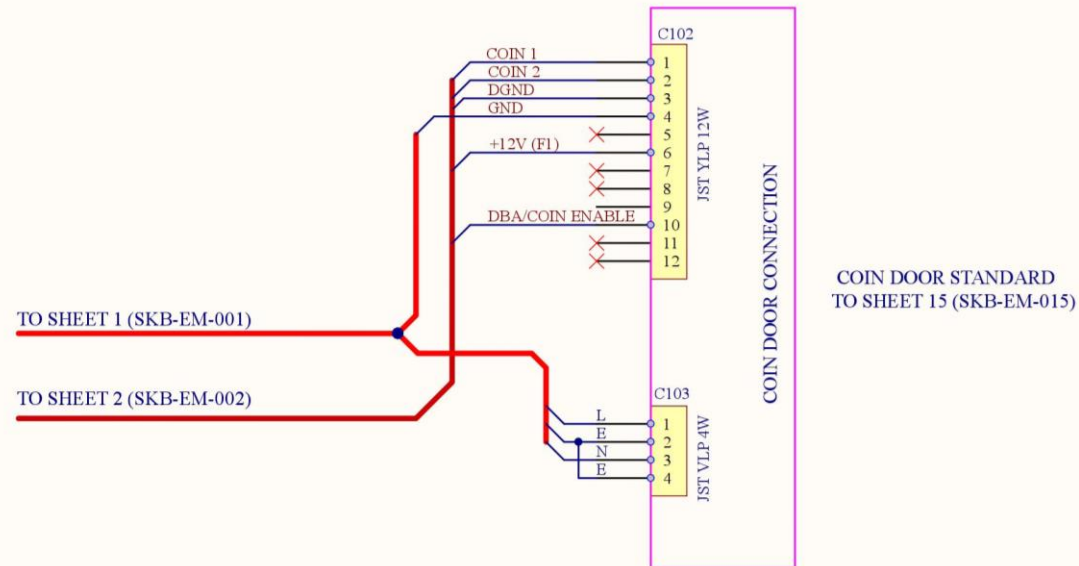 C102
COIN 1
1
COIN 2
2
DGND
3
GND
4
5
+12V (F1)
6
7
8
9
DBA/COIN ENABLE
10
11
12
JST YLP 12W
COIN DOOR CONNECTION
COIN DOOR STANDARD
TO SHEET 15 (SKB-EM-015)
TO SHEET 1 (SKB-EM-001)
TO SHEET 2 (SKB-EM-002)
C103
L
1
E
2
N
3
E
4
JST VLP 4W